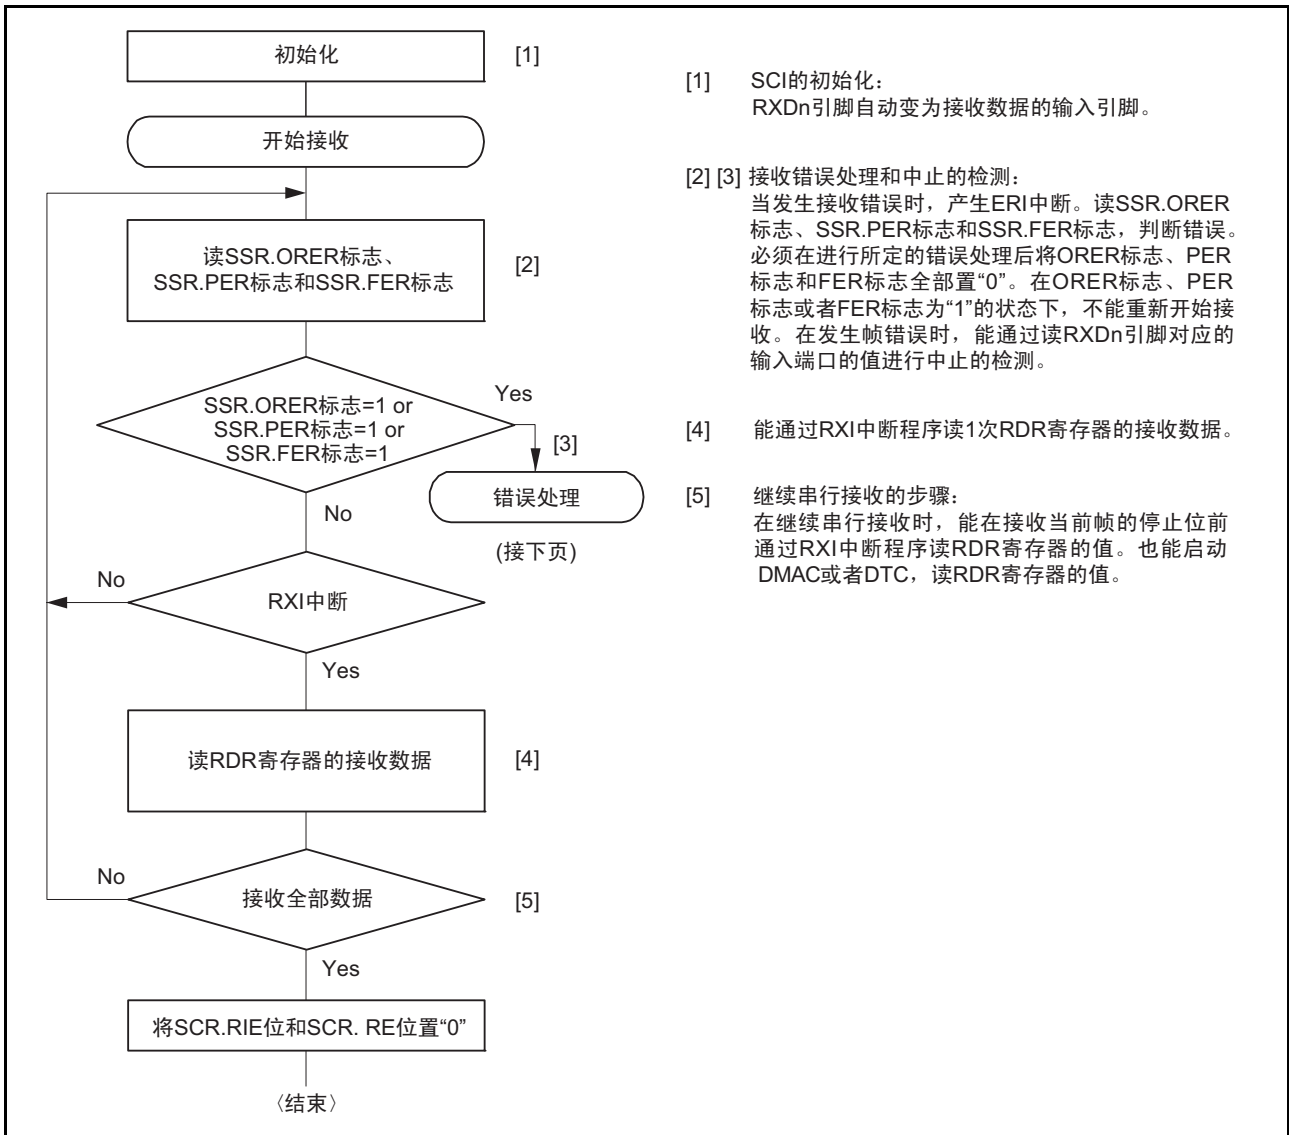 初始化
[1]
开始接收
读SSR.ORER标志、
SSR.PER标志和SSR.FER标志
[2]
SSR.ORER标志=1 or
SSR.PER标志=1 or
SSR.FER标志=1
Yes
[3]
错误处理
(接下页)
No
RXI中断
No
Yes
读RDR寄存器的接收数据
[4]
No
接收全部数据
[5]
Yes
将SCR.RIE位和SCR. RE位置“0”
〈结束〉
[1] SCI的初始化：
RXDn引脚自动变为接收数据的输入引脚。
[2] [3] 接收错误处理和中止的检测：
当发生接收错误时，产生ERI中断。读SSR.ORER
标志、SSR.PER标志和SSR.FER标志，判断错误。
必须在进行所定的错误处理后将ORER标志、PER
标志和FER标志全部置“0”。在ORER标志、PER
标志或者FER标志为“1”的状态下，不能重新开始接
收。在发生帧错误时，能通过读RXDn引脚对应的
输入端口的值进行中止的检测。
[4] 能通过RXI中断程序读1次RDR寄存器的接收数据。
[5] 继续串行接收的步骤：
在继续串行接收时，能在接收当前帧的停止位前
通过RXI中断程序读RDR寄存器的值。也能启动
DMAC或者DTC，读RDR寄存器的值。